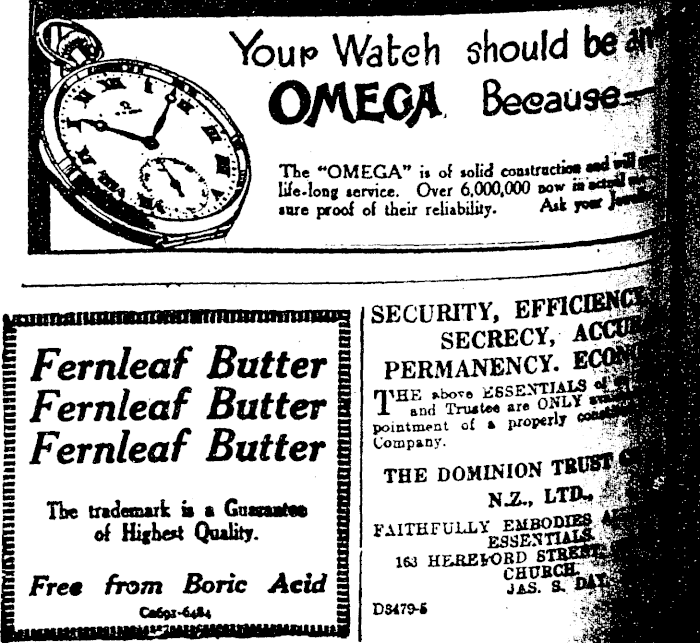 Your Watch should be an
OMEGA Because—
The "OMEGA" is of solid construction and will
life-long service. Over 6,000,000 now in actual
sure proof of their reliability. Ask your
Fernleaf Butter
Fernleaf Butter
Fernleaf Butter
The trademark is a Guarantee
of Highest Quality.
Free from Boric Acid
Ca691-6484
SECURITY, EFFICIENCY
SECRECY,
PERMANENCY.
THE above ESSENTIALS of
and Trustee are ONLY
pointment of a properly
Company.
THE DOMINION TRUST
N.Z., LTD.,
FAITHFULLY EMBODIES
ESSENTIALS.
163 HEREFORD STREET,
CHURCH.
JAS. S. DAY,
D8479-5